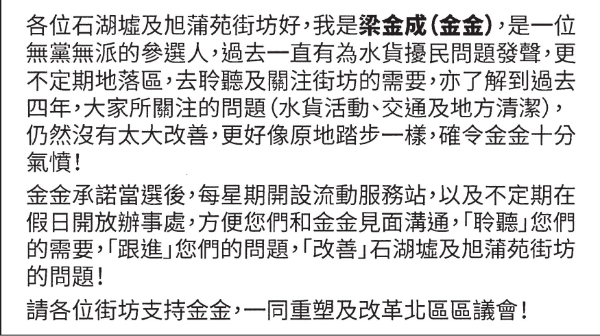 各位石湖墟及旭蒲苑街坊好，我是梁金成(金金)，是一位
無黨無派的參選人，過去一直有為水貨擾民問題發聲，更
不定期地落區，去聆聽及關注街坊的需要，亦了解到過去
四年，大家所關注的問題(水貨活動、交通及地方清潔)，
仍然沒有太大改善，更好像原地踏步一樣，確令金金十分
氣憤！
金金承諾當選後，每星期開設流動服務站，以及不定期在
假日開放辦事處，方便您們和金金見面溝通，「聆聽」您們
的需要，「跟進」您們的問題，「改善」石湖墟及旭蒲苑街坊
的問題！
請各位街坊支持金金，一同重塑及改革北區區議會！